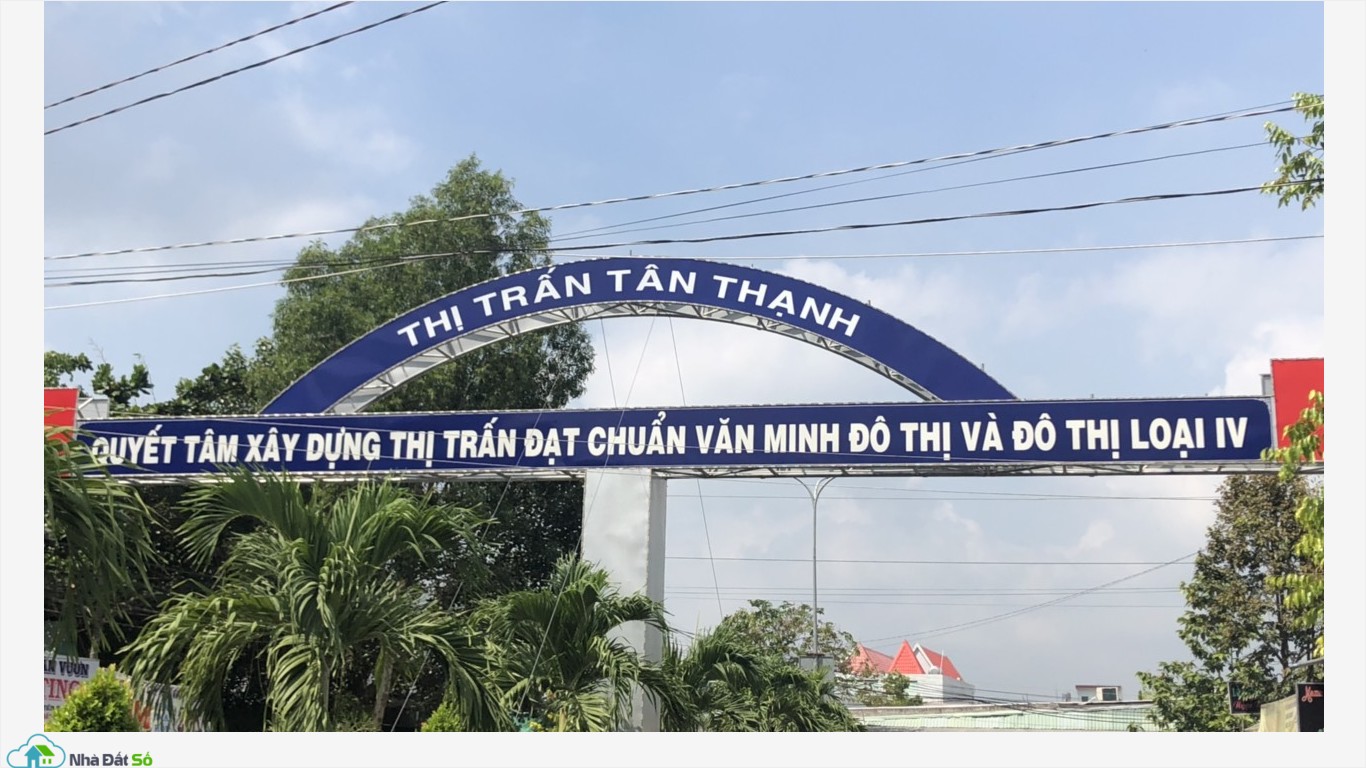 THỊ TRẤN TÂN THẠNH
QUYẾT TÂM XÂY DỰNG THỊ TRẤN ĐẠT CHUẨN VĂN MINH ĐÔ THỊ VÀ ĐÔ THỊ LOẠI IV
VƯỜN
Nhà Đất Số